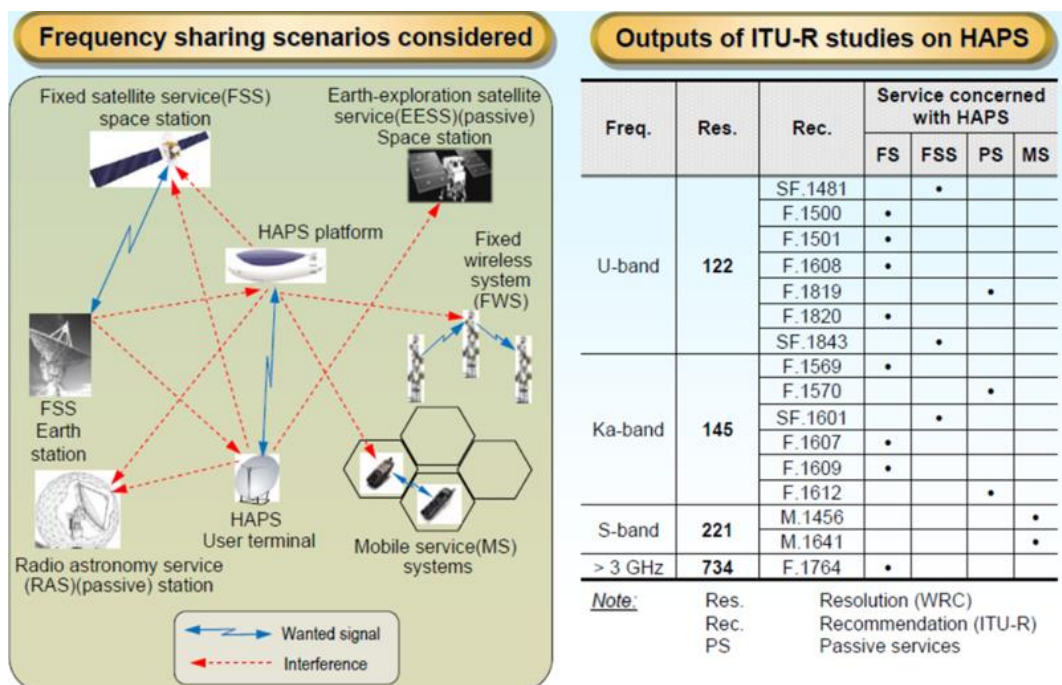 Frequency sharing scenarios considered
Fixed satellite service(FSS)
space station
Earth-exploration satellite
service(EESS)(passive)
Space station
HAPS platform
Fixed
wireless
system
(FWS)
FSS
Earth
station
HAPS
User terminal
Mobile service(MS)
systems
Radio astronomy service
(RAS)(passive) station
Wanted signal
Interference
Outputs of ITU-R studies on HAPS
Freq. Res. Rec. Service concerned
with HAPS
FS FSS PS MS
U-band 122
SF.1481 •
F.1500 •
F.1501 •
F.1608 •
F.1819 •
F.1820 •
SF.1843 •
Ka-band 145
F.1569 •
F.1570 •
SF.1601 •
F.1607 •
F.1609 •
F.1612 •
S-band 221
M.1456 •
M.1641 •
> 3 GHz 734 F.1764 •
Note: Res. Resolution (WRC)
Rec. Recommendation (ITU-R)
PS Passive services